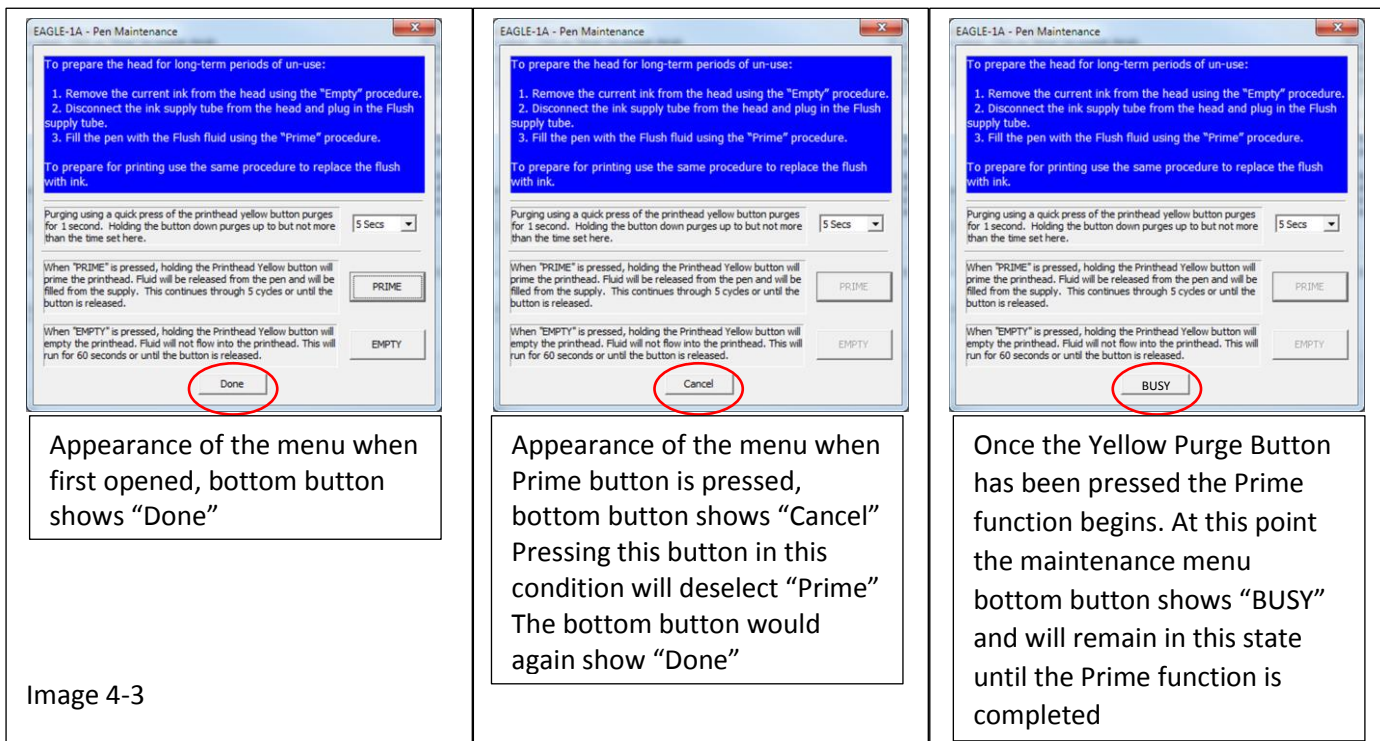 EAGLE-1A - Pen Maintenance
To prepare the head for long-term periods of un-use:
1. Remove the current ink from the head using the "Empty" procedure.
2. Disconnect the ink supply tube from the head and plug in the Flush
supply tube.
3. Fill the pen with the Flush fluid using the "Prime" procedure.
To prepare for printing use the same procedure to replace the flush
with ink.
Purging using a quick press of the printhead yellow button purges
for 1 second. Holding the button down purges up to but not more
than the time set here.
5 Secs
When "PRIME" is pressed, holding the Printhead Yellow button will
prime the printhead. Fluid will be released from the pen and will be
filled from the supply. This continues through 5 cycles or until the
button is released.
PRIME
When "EMPTY" is pressed, holding the Printhead Yellow button will
empty the printhead. Fluid will not flow into the printhead. This will
run for 60 seconds or until the button is released.
EMPTY
Done
Appearance of the menu when
first opened, bottom button
shows “Done”
Image 4-3
EAGLE-1A - Pen Maintenance
To prepare the head for long-term periods of un-use:
1. Remove the current ink from the head using the "Empty" procedure.
2. Disconnect the ink supply tube from the head and plug in the Flush
supply tube.
3. Fill the pen with the Flush fluid using the "Prime" procedure.
To prepare for printing use the same procedure to replace the flush
with ink.
Purging using a quick press of the printhead yellow button purges
for 1 second. Holding the button down purges up to but not more
than the time set here.
5 Secs
When "PRIME" is pressed, holding the Printhead Yellow button will
prime the printhead. Fluid will be released from the pen and will be
filled from the supply. This continues through 5 cycles or until the
button is released.
PRIME
When "EMPTY" is pressed, holding the Printhead Yellow button will
empty the printhead. Fluid will not flow into the printhead. This will
run for 60 seconds or until the button is released.
EMPTY
Cancel
Appearance of the menu when
Prime button is pressed,
bottom button shows “Cancel”
Pressing this button in this
condition will deselect “Prime”
The bottom button would
again show “Done”
EAGLE-1A - Pen Maintenance
To prepare the head for long-term periods of un-use:
1. Remove the current ink from the head using the "Empty" procedure.
2. Disconnect the ink supply tube from the head and plug in the Flush
supply tube.
3. Fill the pen with the Flush fluid using the "Prime" procedure.
To prepare for printing use the same procedure to replace the flush
with ink.
Purging using a quick press of the printhead yellow button purges
for 1 second. Holding the button down purges up to but not more
than the time set here.
5 Secs
When "PRIME" is pressed, holding the Printhead Yellow button will
prime the printhead. Fluid will be released from the pen and will be
filled from the supply. This continues through 5 cycles or until the
button is released.
PRIME
When "EMPTY" is pressed, holding the Printhead Yellow button will
empty the printhead. Fluid will not flow into the printhead. This will
run for 60 seconds or until the button is released.
EMPTY
BUSY
Once the Yellow Purge Button
has been pressed the Prime
function begins. At this point
the maintenance menu
bottom button shows “BUSY”
and will remain in this state
until the Prime function is
completed